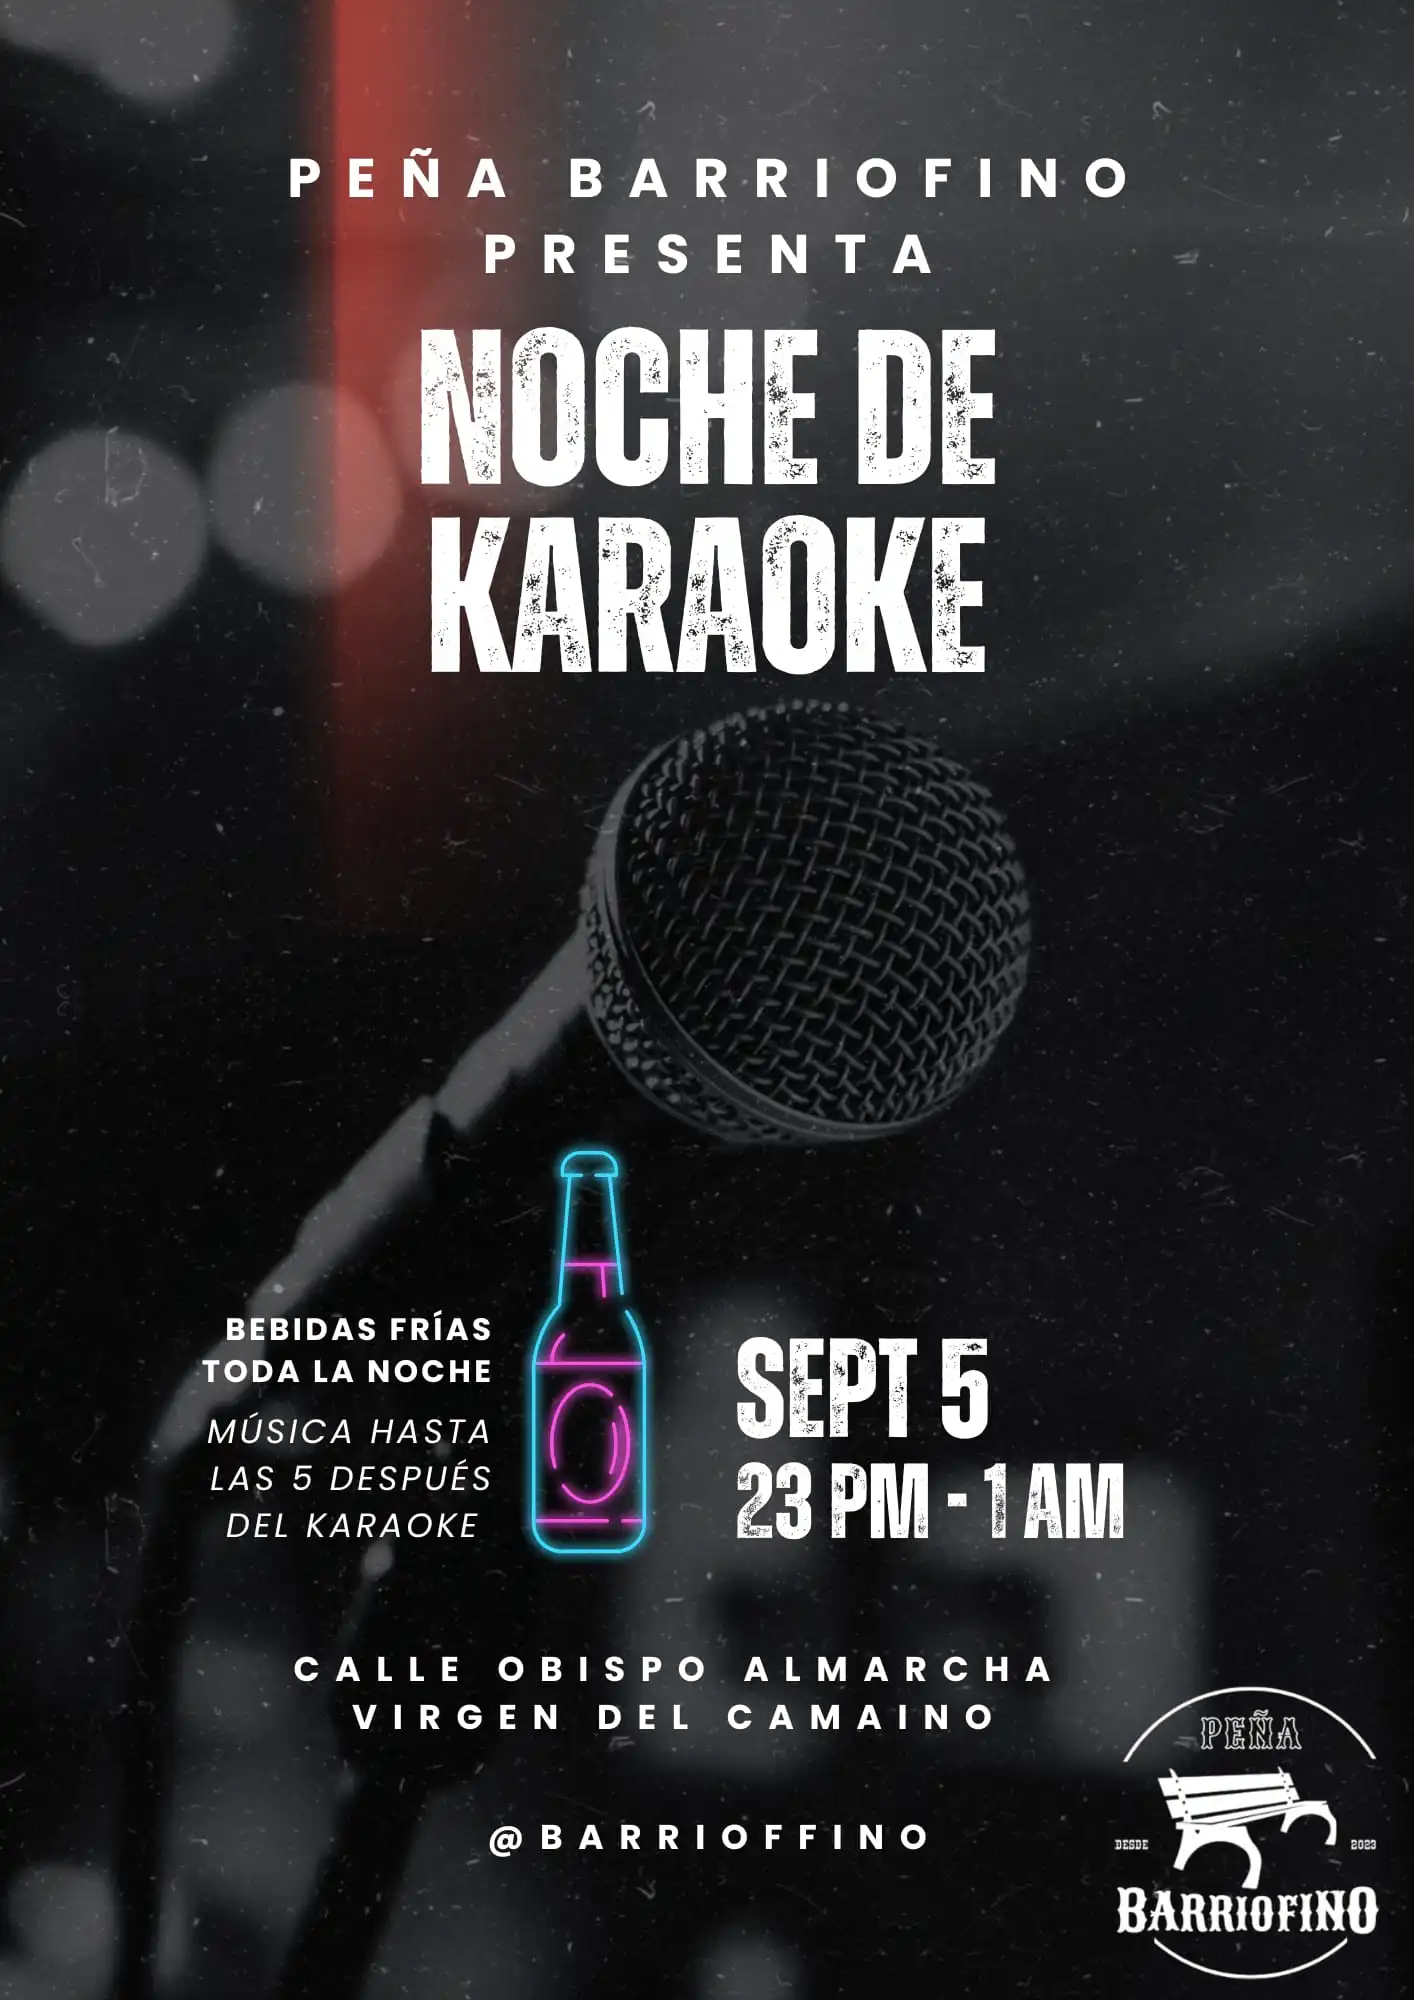 PEÑA BARRIOFINO
PRESENTA
NOCHE DE
KARAOKE
BEBIDAS FRÍAS
TODA LA NOCHE
MÚSICA HASTA
LAS 5 DESPUÉS
DEL KARAOKE
SEPT 5
23 PM - 1 AM
CALLE OBISPO ALMARCHA
VIRGEN DEL CAMAINO
@BARRIOFFINO
PEÑA
DESDE 2023
BARRIOFINO